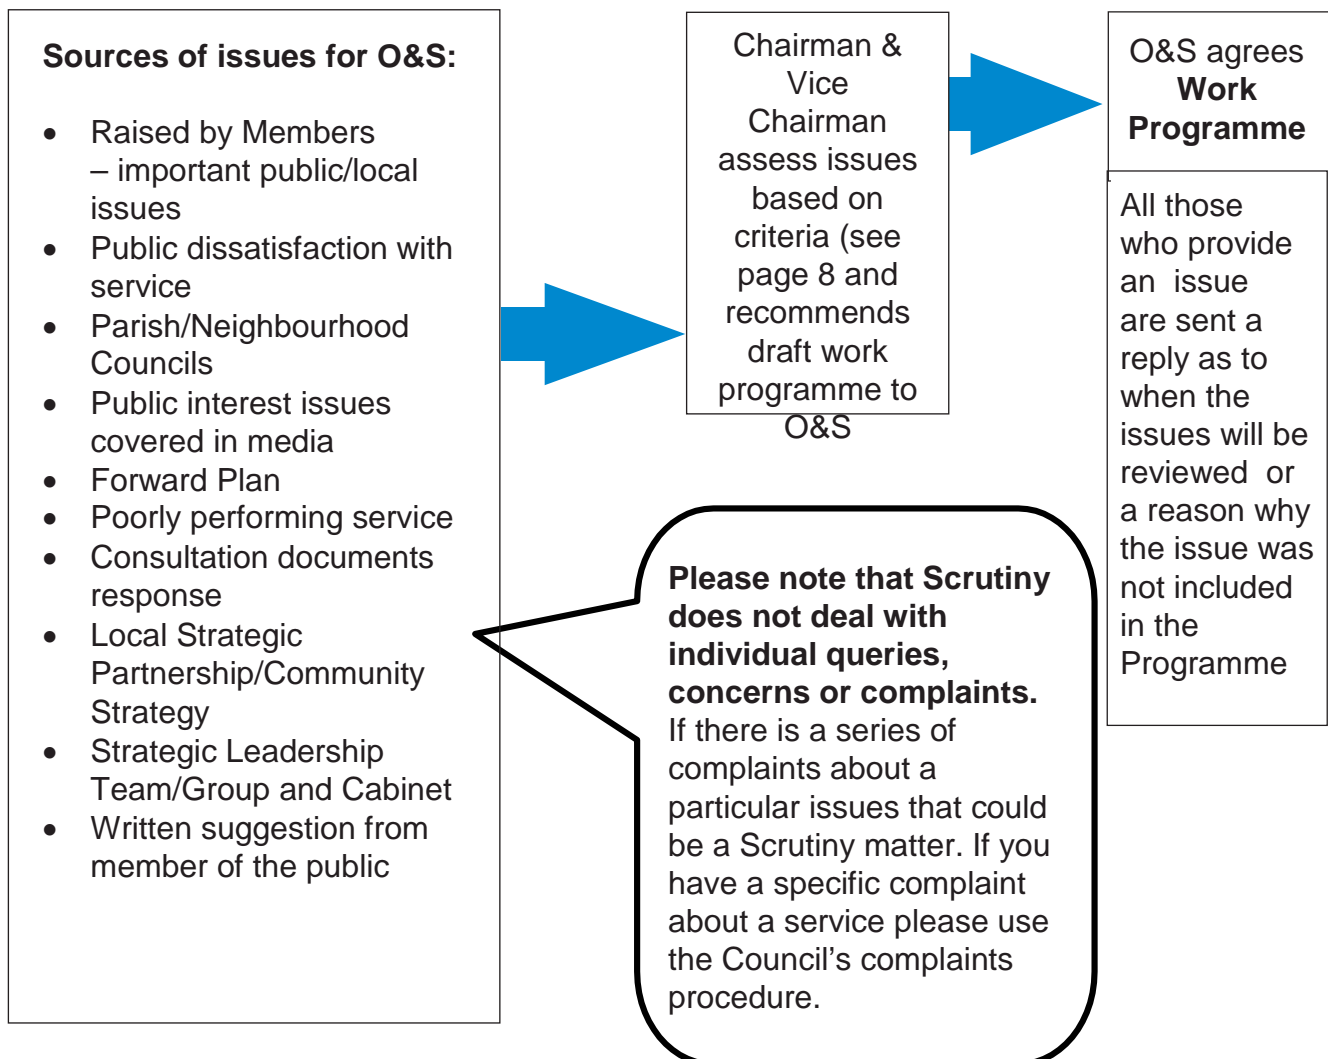 Sources of issues for O&S:
• Raised by Members
– important public/local
issues
• Public dissatisfaction with
service
• Parish/Neighbourhood
Councils
• Public interest issues
covered in media
• Forward Plan
• Poorly performing service
• Consultation documents
response
• Local Strategic
Partnership/Community
Strategy
• Strategic Leadership
Team/Group and Cabinet
• Written suggestion from
member of the public
Chairman &
Vice
Chairman
assess issues
based on
criteria (see
page 8 and
recommends
draft work
programme to
O&S
O&S agrees
Work
Programme
All those
who provide
an issue
are sent a
reply as to
when the
issues will be
reviewed or
a reason why
the issue was
not included
in the
Programme
Please note that Scrutiny
does not deal with
individual queries,
concerns or complaints.
If there is a series of
complaints about a
particular issues that could
be a Scrutiny matter. If you
have a specific complaint
about a service please use
the Council’s complaints
procedure.